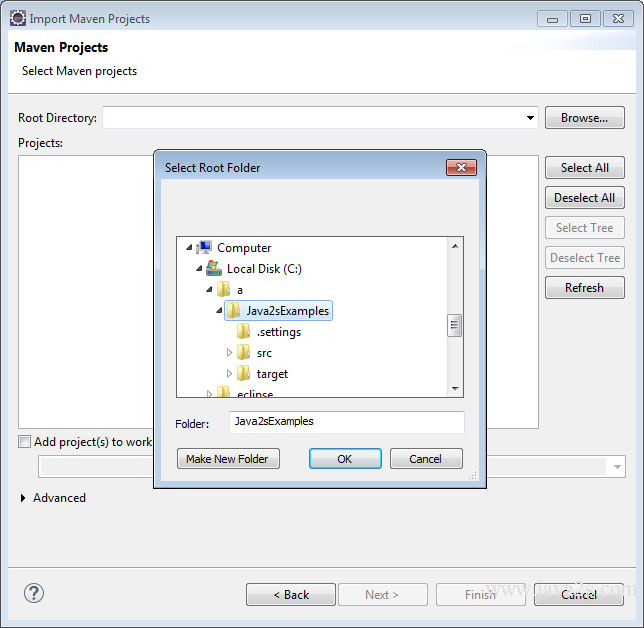 Import Maven Projects
Maven Projects
Select Maven projects
Root Directory:
Browse...
Projects:
Select All
Deselect All
Select Tree
Deselect Tree
Refresh
Select Root Folder
Computer
Local Disk (C:)
a
Java2sExamples
.settings
src
target
eclipse
Folder:
Java2sExamples
Make New Folder
OK
Cancel
Add project(s) to work
Advanced
?
< Back
Next >
Finish
Cancel
www.java2s.com